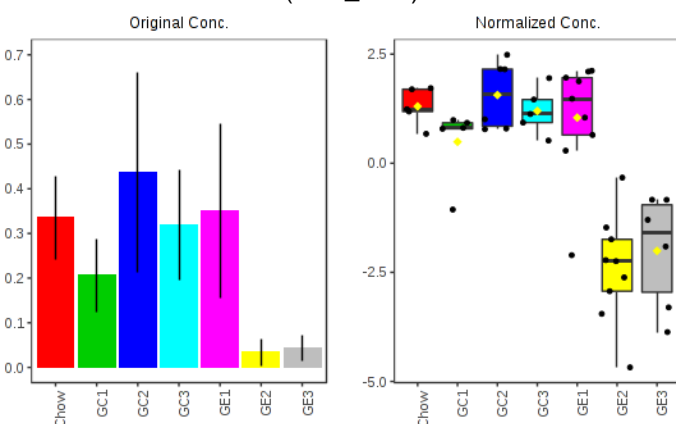 Original Conc.
Normalized Conc.
0.7
0.6
0.5
0.4
0.3
0.2
0.1
0.0
Chow
GC1
GC2
GC3
GE1
GE2
GE3
2.5
0.0
-2.5
-5.0
Chow
GC1
GC2
GC3
GE1
GE2
GE3